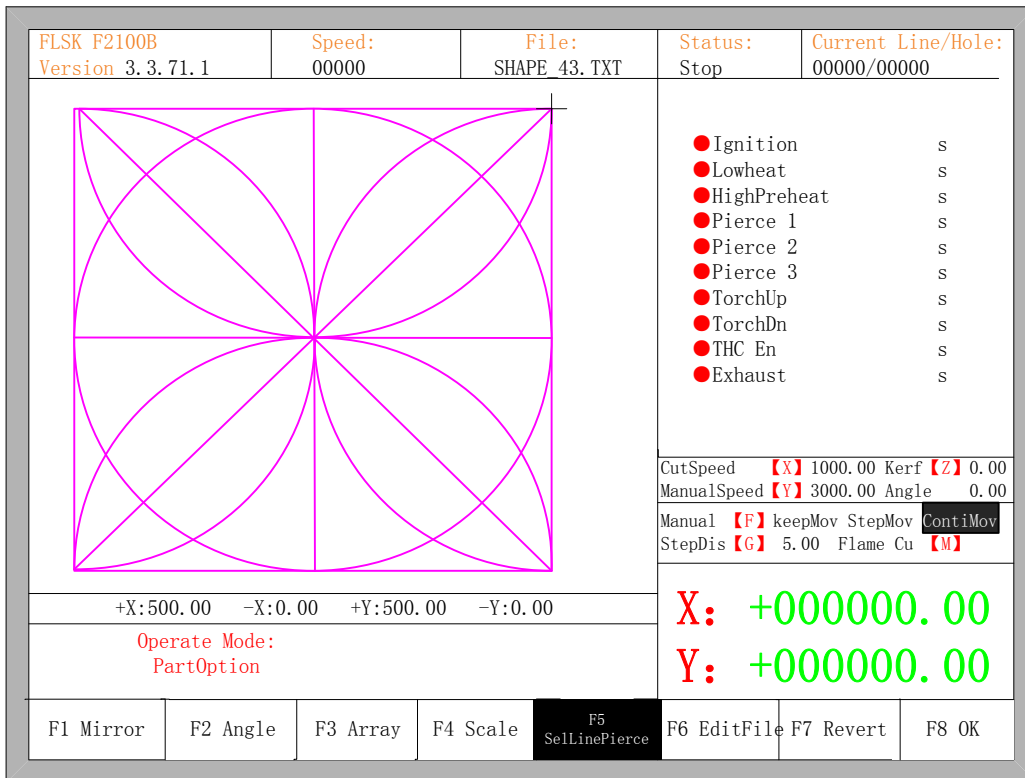 FLSK F2100B Speed: File: Status: Current Line/Hole:
Version 3.3.71.1 00000 SHAPE_43.TXT Stop 00000/00000
Ignition s
Lowheat s
HighPreheat s
Pierce 1 s
Pierce 2 s
Pierce 3 s
TorchUp s
TorchDn s
THC En s
Exhaust s
CutSpeed 【X】 1000.00 Kerf 【Z】 0.00
ManualSpeed 【Y】 3000.00 Angle 0.00
Manual 【F】 keepMov StepMov ContiMov
StepDis 【G】 5.00 Flame Cu 【M】
+X:500.00 -X:0.00 +Y:500.00 -Y:0.00
X: +000000.00
Y: +000000.00
Operate Mode:
PartOption
F1 Mirror F2 Angle F3 Array F4 Scale F5 SelLinePierce F6 EditFile F7 Revert F8 OK